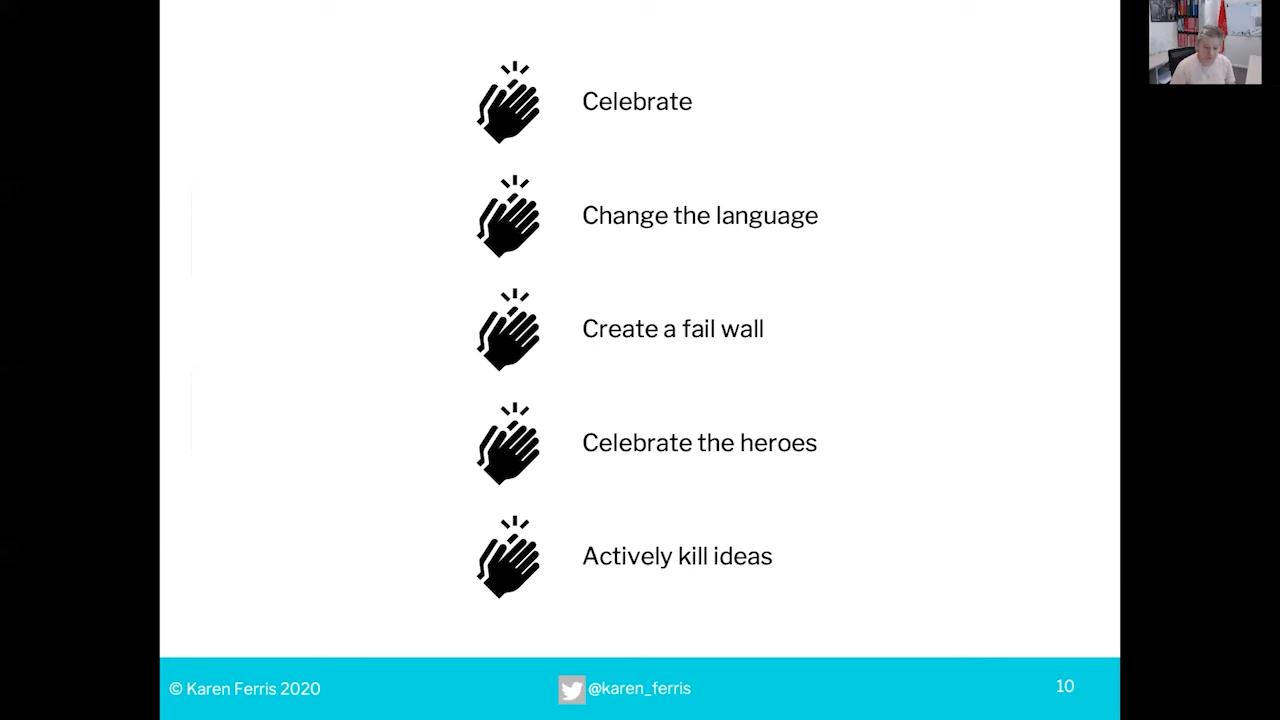 Celebrate
Change the language
Create a fail wall
Celebrate the heroes
Actively kill ideas
© Karen Ferris 2020
@karen_ferris
10